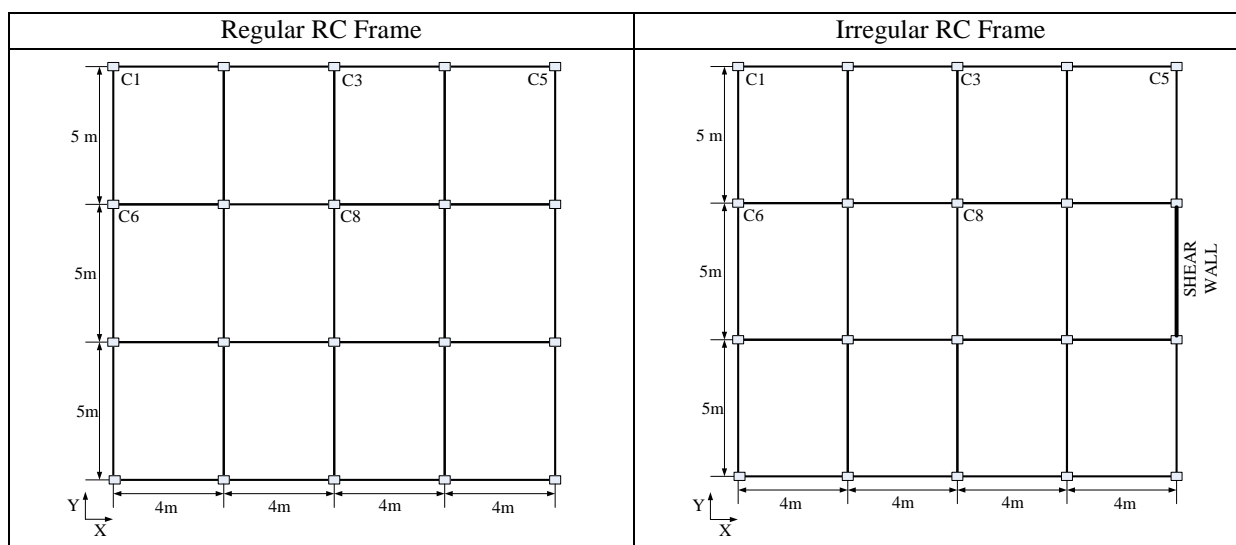 Regular RC Frame
Irregular RC Frame
C1
C3
C5
5 m
C6
C8
5m
5m
Y
X
4m
4m
4m
4m
C1
C3
C5
5 m
C6
C8
5m
SHEAR
WALL
5m
Y
X
4m
4m
4m
4m